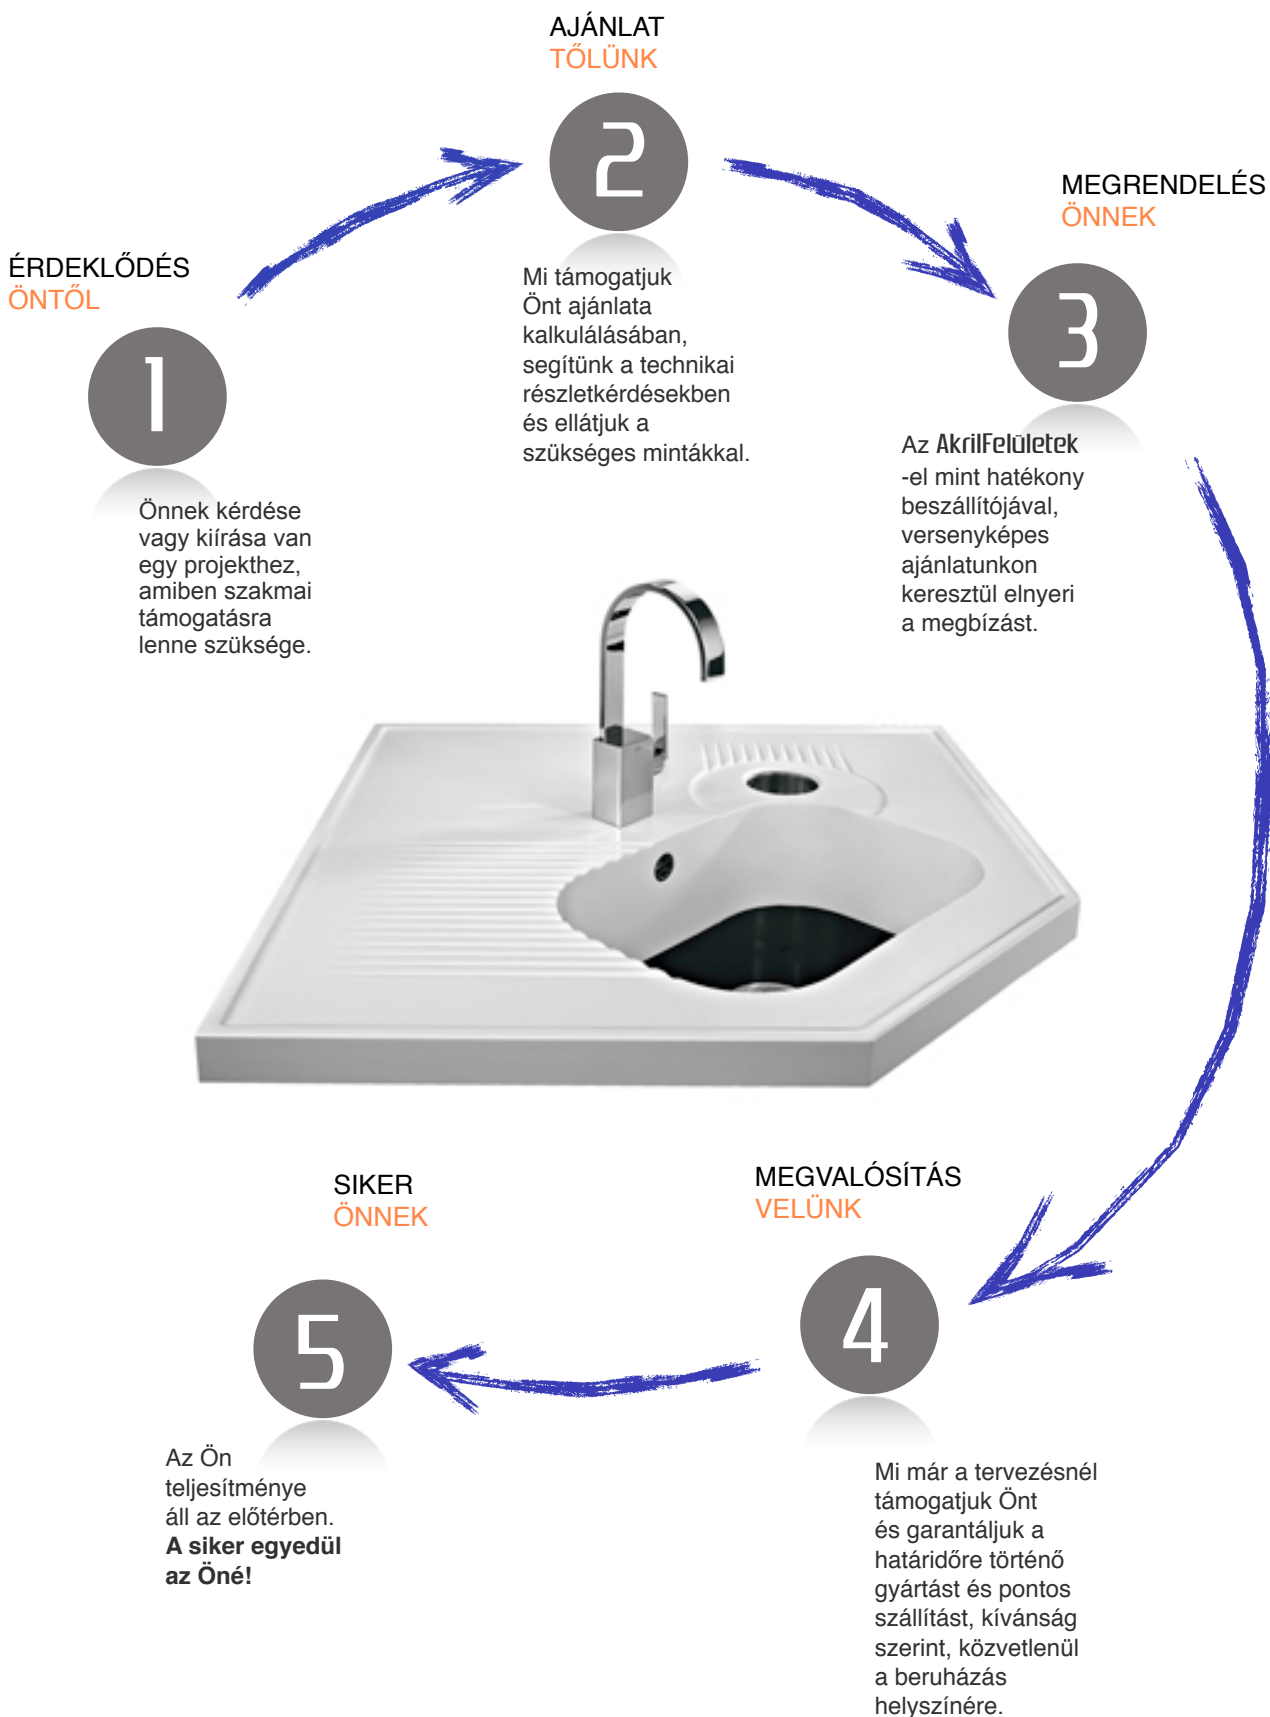 ÉRDEKLŐDÉS
ÖNTŐL
1
Önnek kérdése
vagy kiírása van
egy projekthez,
amiben szakmai
támogatásra
lenne szüksége.
AJÁNLAT
TŐLÜNK
2
Mi támogatjuk
Önt ajánlata
kalkulálásában,
segítünk a technikai
részletkérdésekben
és ellátjuk a
szükséges mintákkal.
MEGRENDELÉS
ÖNNEK
3
Az AkrilFelületek
-el mint hatékony
beszállítójával,
versenyképes
ajánlatunkon
keresztül elnyeri
a megbízást.
MEGVALÓSÍTÁS
VELÜNK
4
Mi már a tervezésnél
támogatjuk Önt
és garantáljuk a
határidőre történő
gyártást és pontos
szállítást, kívánság
szerint, közvetlenül
a beruházás
helyszínére.
SIKER
ÖNNEK
5
Az Ön
teljesítménye
áll az előtérben.
A siker egyedül
az Öné!